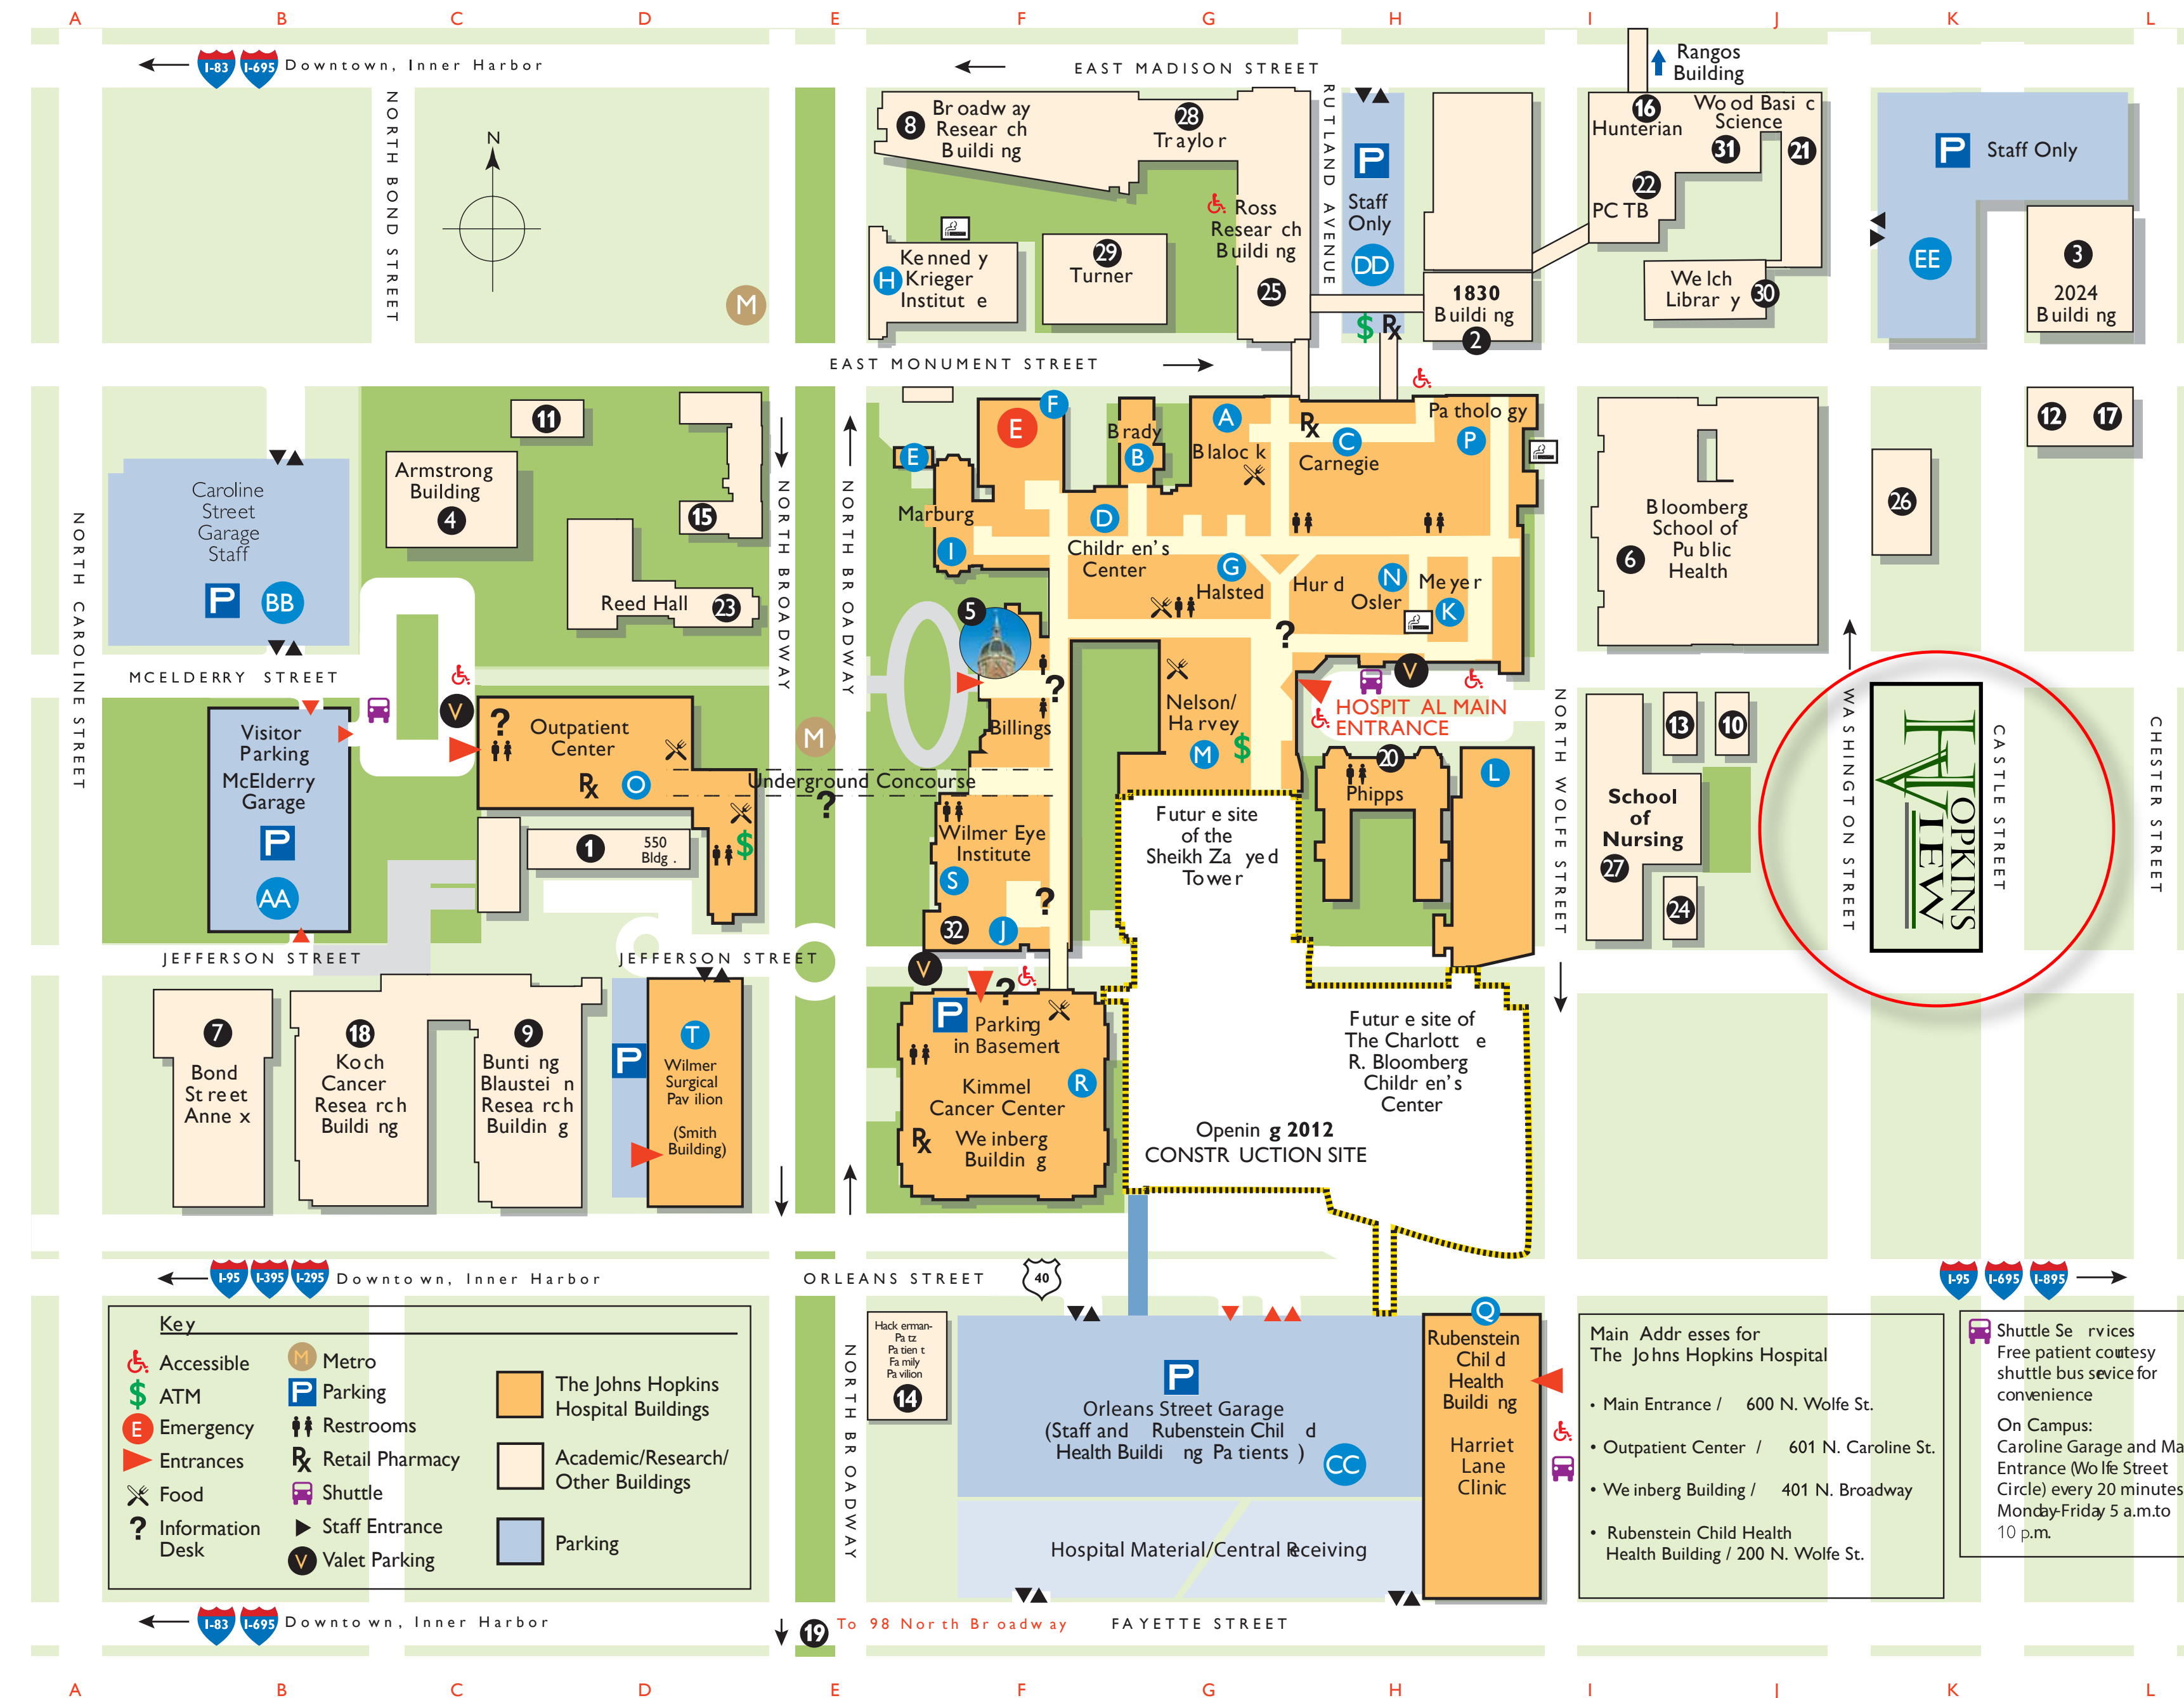 A B C D E F G H I J K L
I-83 I-695 Downtown, Inner Harbor
EAST MADISON STREET
Rangos
Building
NORTH BOND STREET
N
M
8
Broadway
Research
Building
28
Traylor
RUTLAND AVENUE
P
Staff
Only
DD
16
Hunterian
Wood Basic
Science
31
21
22
PCTB
P Staff Only
EE
3
2024
Building
Ross
Research
Building
25
H
Kennedy
Krieger
Institute
29
Turner
1830
Building
2
$ Rx
Welch
Library 30
EAST MONUMENT STREET
11
Armstrong
Building
4
15
Reed Hall 23
Caroline
Street
Garage
Staff
P BB
NORTH CAROLINE STREET
NORTH BROADWAY
NORTH BROADWAY
MCELDERRY STREET
E
F
E
Brady
B
A
Blalock
Rx
C
Carnegie
Pathology
P
Marburg
I
D
Children's
Center
G
Halsted
Hurd
N
Osler
Meyer
K
5
?
?
Billings
Nelson/
Harvey
M $
V
HOSPITAL MAIN
ENTRANCE
Bloomberg
School of
Public
Health
6
26
12 17
Visitor
Parking
McElderry
Garage
P
AA
V
?
Outpatient
Center
Rx O
$
M
Underground Concourse
?
1
550
Bldg.
Wilmer Eye
Institute
S
?
32 J
Future site
of the
Sheikh Zayed
Tower
20
Phipps
L
NORTH WOLFE STREET
13 10
School
of
Nursing
27
24
WASHINGTON STREET
HOPKINS
VIEW
CASTLE STREET
CHESTER STREET
JEFFERSON STREET
JEFFERSON STREET
7
Bond
Street
Annex
18
Koch
Cancer
Research
Building
9
Bunting
Blaustein
Research
Building
P
T
Wilmer
Surgical
Pavilion
(Smith
Building)
V
?
P Parking
in Basement
Kimmel
Cancer Center
R
Rx
Weinberg
Building
Future site of
The Charlotte
R. Bloomberg
Children's
Center
Opening 2012
CONSTRUCTION SITE
I-95 I-395 I-295 Downtown, Inner Harbor
ORLEANS STREET 40
I-95 I-695 I-895
Key
Accessible
$ ATM
E Emergency
Entrances
Food
? Information
Desk
M Metro
P Parking
Restrooms
Rx Retail Pharmacy
Shuttle
Staff Entrance
V Valet Parking
The Johns Hopkins
Hospital Buildings
Academic/Research/
Other Buildings
Parking
NORTH BROADWAY
Hackerman-
Patz
Patient
Family
Pavilion
14
P
Orleans Street Garage
(Staff and Rubenstein Child
Health Building Patients)
CC
Hospital Material/Central Receiving
Q
Rubenstein
Child
Health
Building
Harriet
Lane
Clinic
Main Addresses for
The Johns Hopkins Hospital
• Main Entrance / 600 N. Wolfe St.
• Outpatient Center / 601 N. Caroline St.
• Weinberg Building / 401 N. Broadway
• Rubenstein Child Health
Health Building / 200 N. Wolfe St.
Shuttle Services
Free patient courtesy
shuttle bus service for
convenience
On Campus:
Caroline Garage and Ma
Entrance (Wolfe Street
Circle) every 20 minutes
Monday-Friday 5 a.m.to
10 p.m.
I-83 I-695 Downtown, Inner Harbor
19 To 98 North Broadway
FAYETTE STREET
A B C D E F G H I J K L